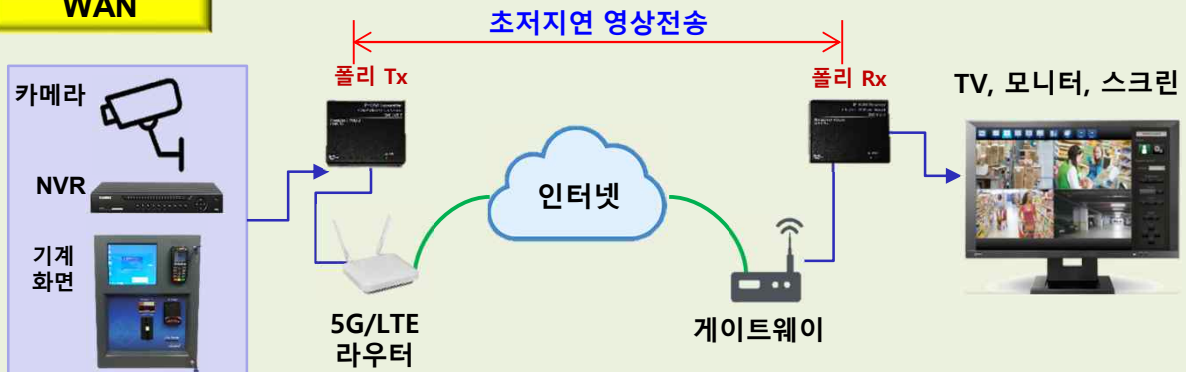 WAN
초저지연 영상전송
폴리 Tx
폴리 Rx
TV, 모니터, 스크린
카메라
NVR
인터넷
기계
화면
5G/LTE
라우터
게이트웨이